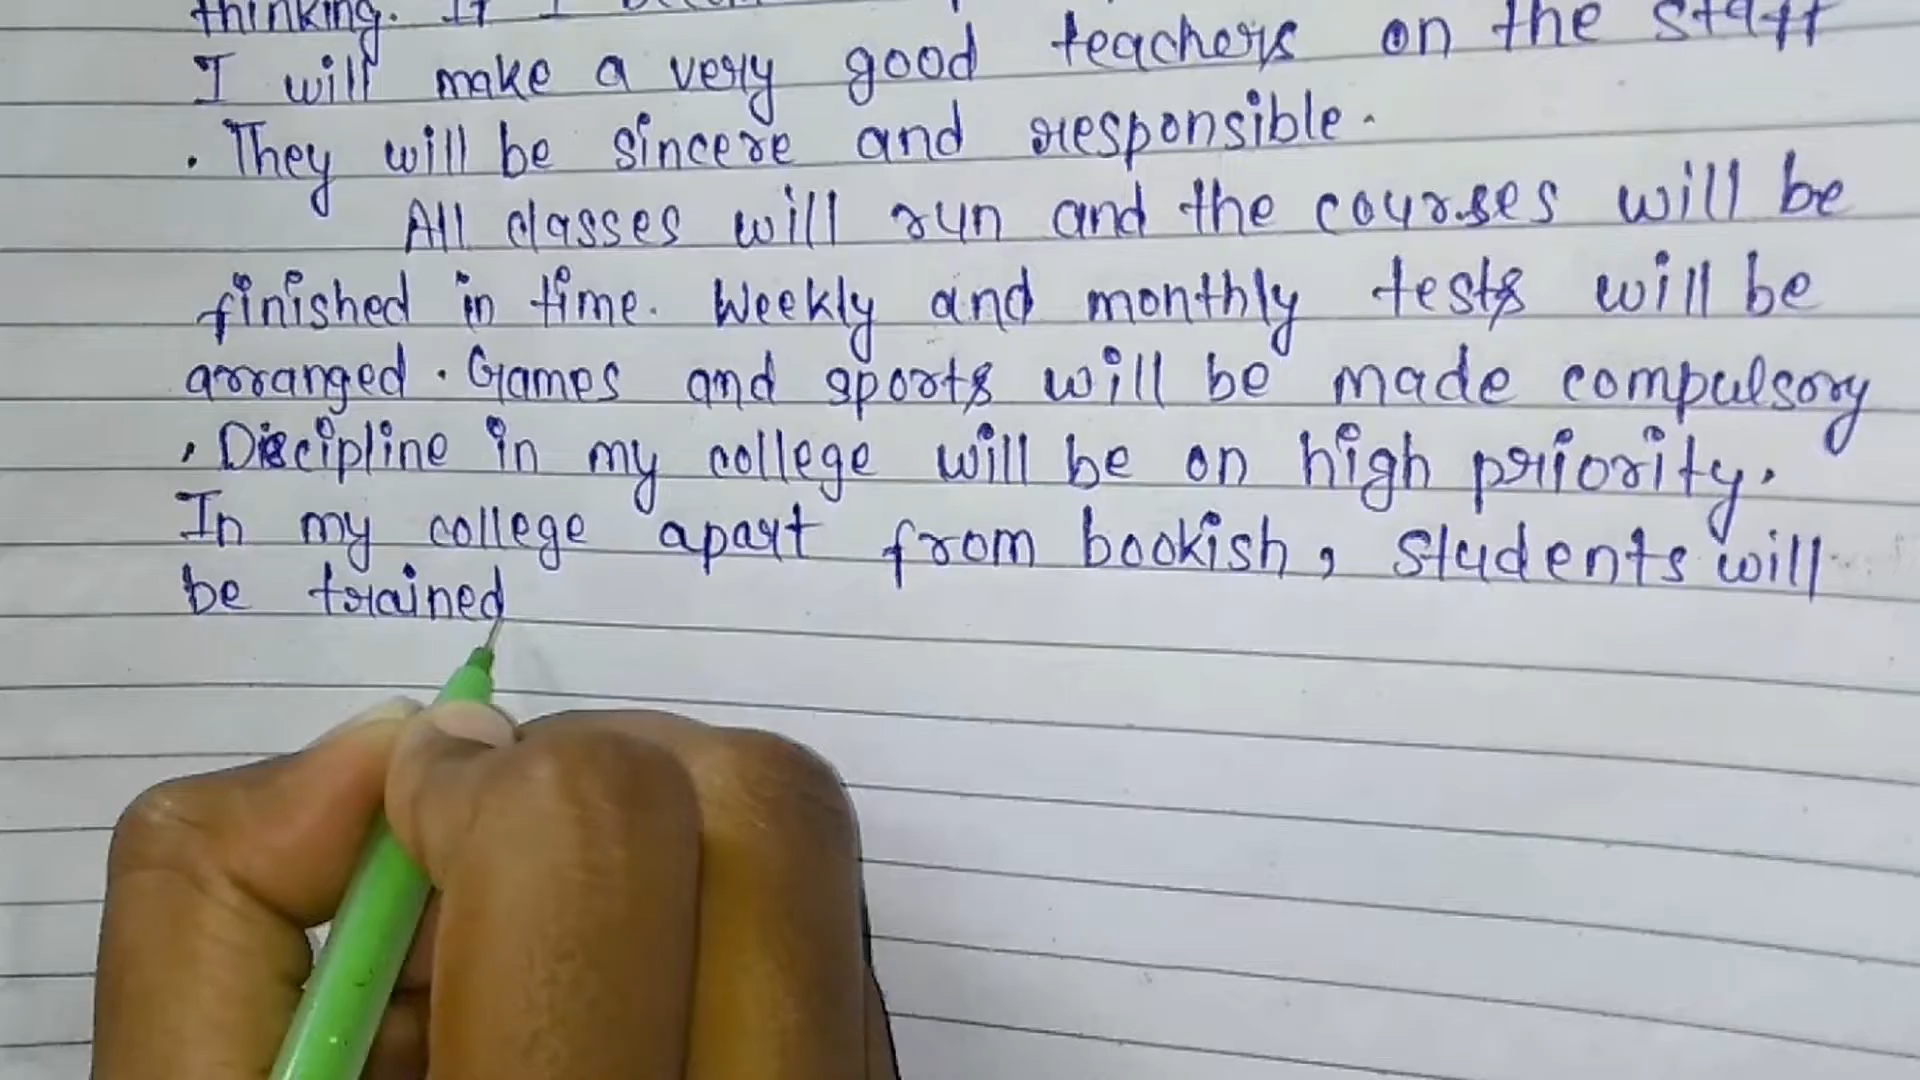 thinking. If I
I will make a very good teachers on the staff
. They will be sincere and responsible.
All classes will run and the courses will be
finished in time. Weekly and monthly tests will be
arranged. Games and sports will be made compulsory
. Discipline in my college will be on high priority.
In my college apart from bookish, students will
be trained